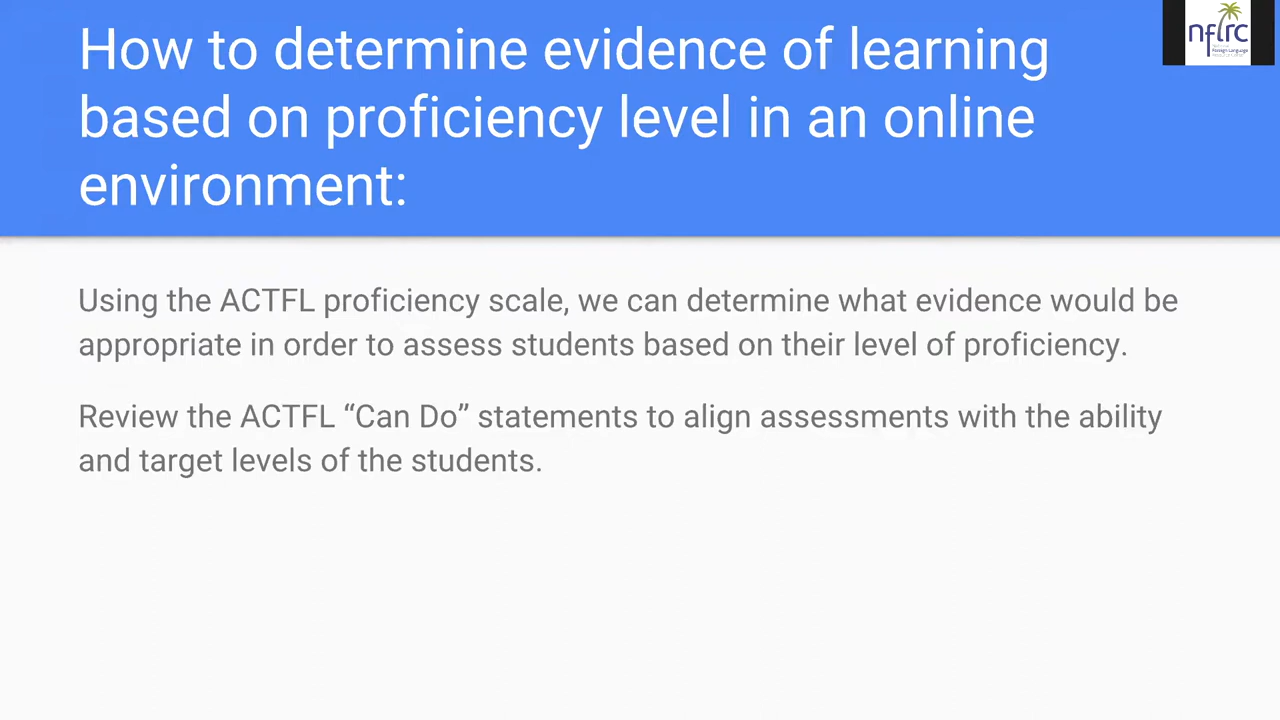 How to determine evidence of learning
based on proficiency level in an online
environment:
nflrc
Foreign Language
Using the ACTFL proficiency scale, we can determine what evidence would be
appropriate in order to assess students based on their level of proficiency.
Review the ACTFL “Can Do” statements to align assessments with the ability
and target levels of the students.